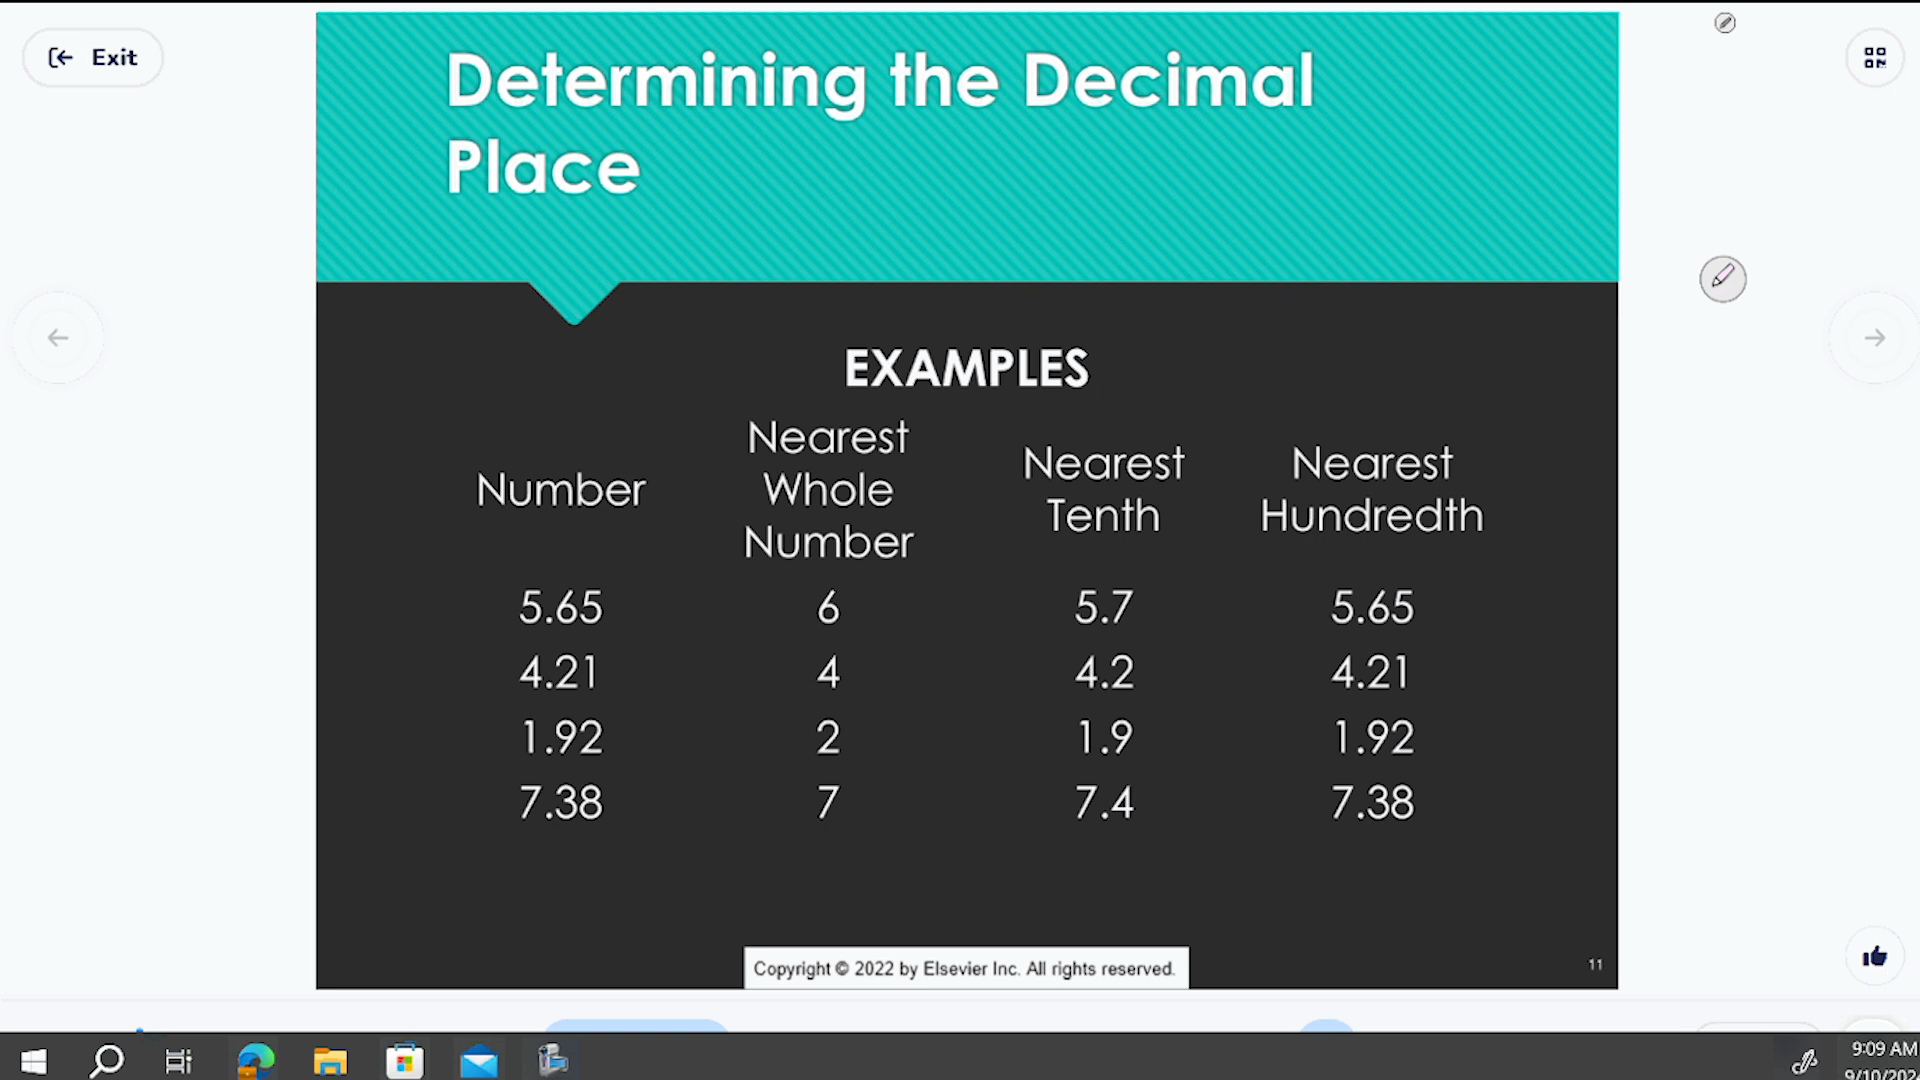 Exit
Determining the Decimal
Place
EXAMPLES
Number
Nearest
Whole
Number
Nearest
Tenth
Nearest
Hundredth
5.65 6 5.7 5.65
4.21 4 4.2 4.21
1.92 2 1.9 1.92
7.38 7 7.4 7.38
Copyright © 2022 by Elsevier Inc. All rights reserved.
11
9:09 AM